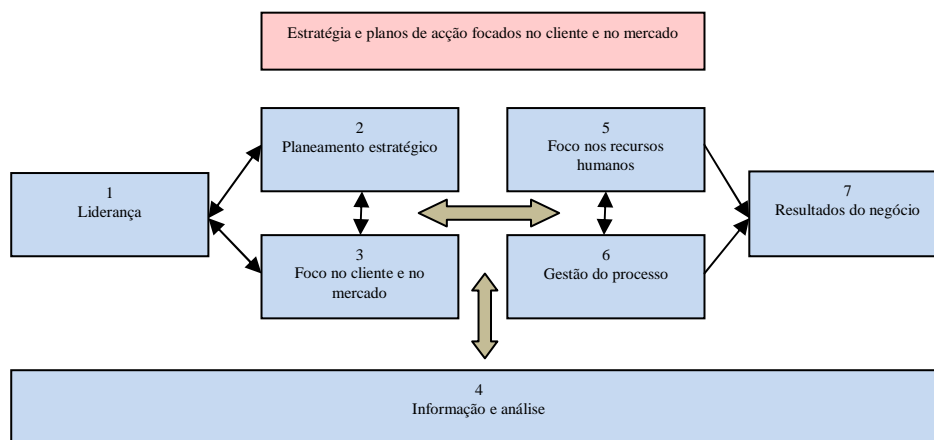 Estratégia e planos de acção focados no cliente e no mercado
1
Liderança
2
Planeamento estratégico
3
Foco no cliente e no
mercado
5
Foco nos recursos
humanos
6
Gestão do processo
7
Resultados do negócio
4
Informação e análise